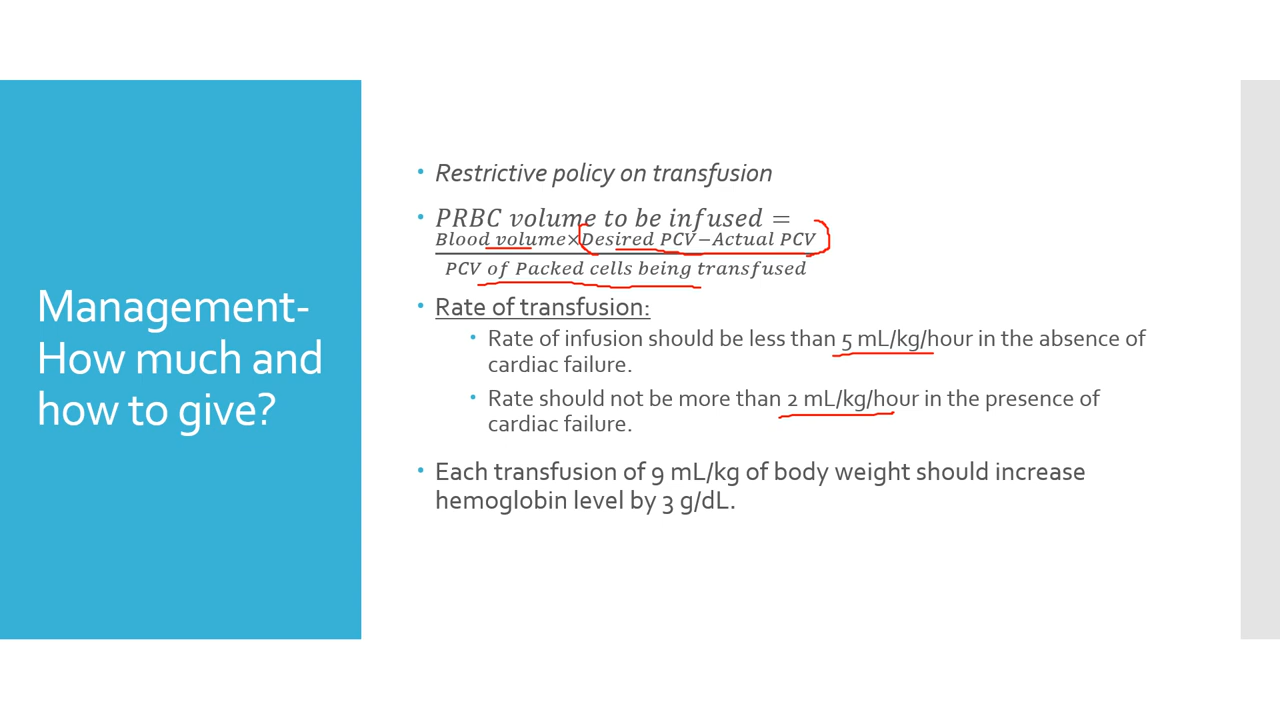 Management-
How much and
how to give?
• Restrictive policy on transfusion
• PRBC volume to be infused =
Blood volume×Desired PCV−Actual PCV
PCV of Packed cells being transfused
• Rate of transfusion:
• Rate of infusion should be less than 5 mL/kg/hour in the absence of
cardiac failure.
• Rate should not be more than 2 mL/kg/hour in the presence of
cardiac failure.
• Each transfusion of 9 mL/kg of body weight should increase
hemoglobin level by 3 g/dL.